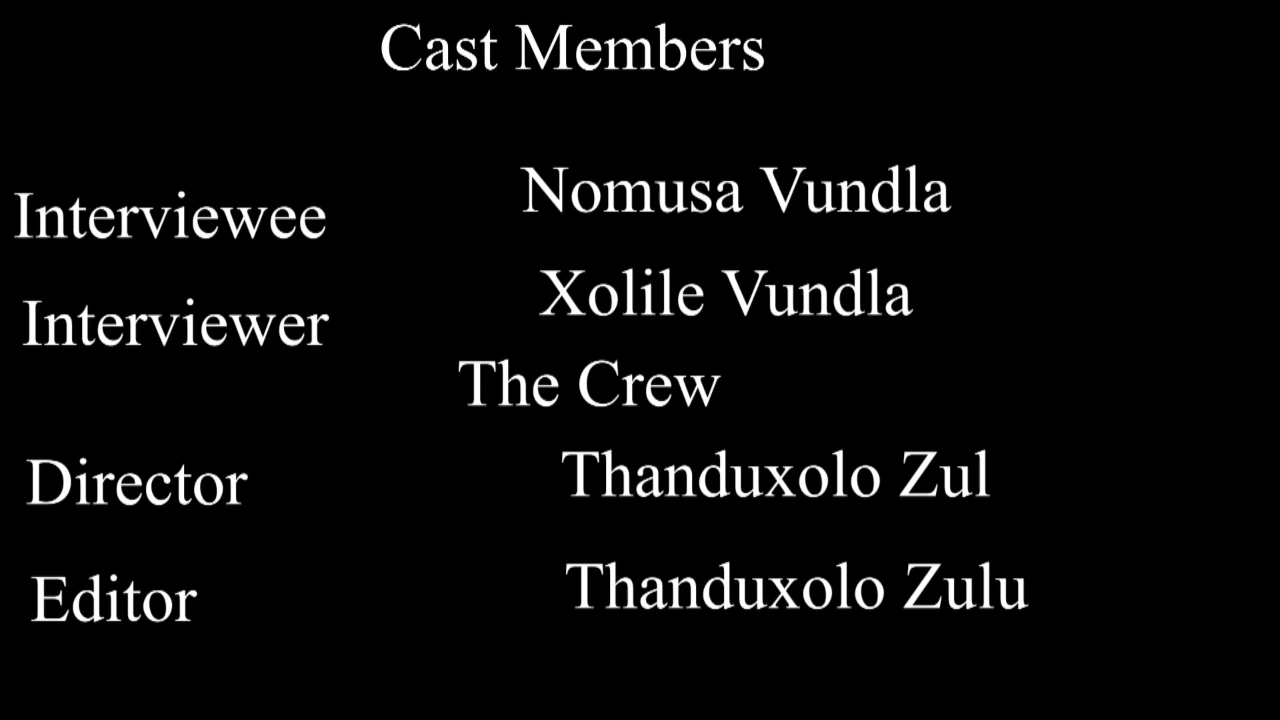 Cast Members
Interviewee Nomusa Vundla
Interviewer Xolile Vundla
The Crew
Director Thanduxolo Zul
Editor Thanduxolo Zulu